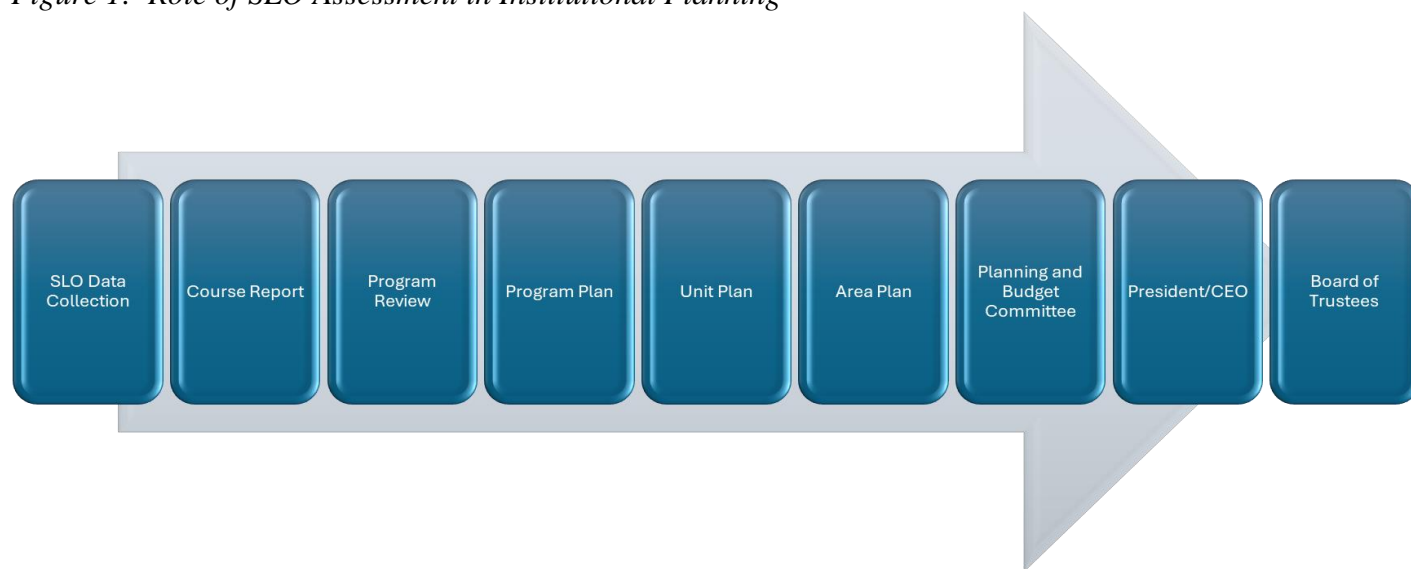 Figure 1: Role of SLO Assessment in Institutional Planning
SLO Data
Collection
Course Report
Program
Review
Program Plan
Unit Plan
Area Plan
Planning and
Budget
Committee
President/CEO
Board of
Trustees